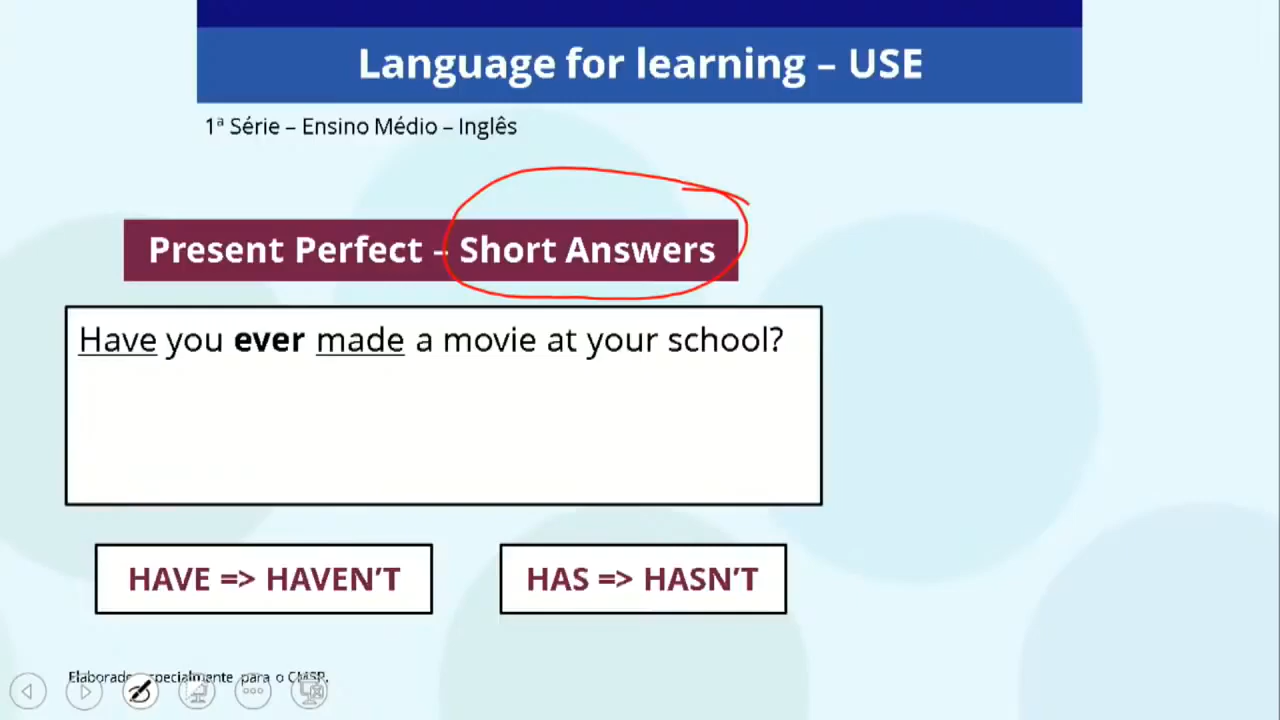 Language for learning – USE
1ª Série – Ensino Médio – Inglês
Present Perfect – Short Answers
Have you ever made a movie at your school?
HAVE => HAVEN’T
HAS => HASN’T
Elaborado especialmente para o CMSP.